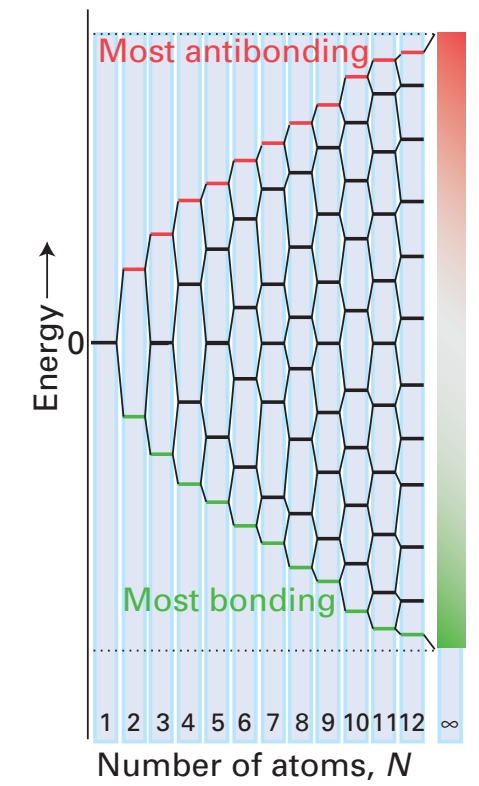 Most antibonding
Energy
0
Most bonding
1 2 3 4 5 6 7 8 9 10 11 12 ∞
Number of atoms, N